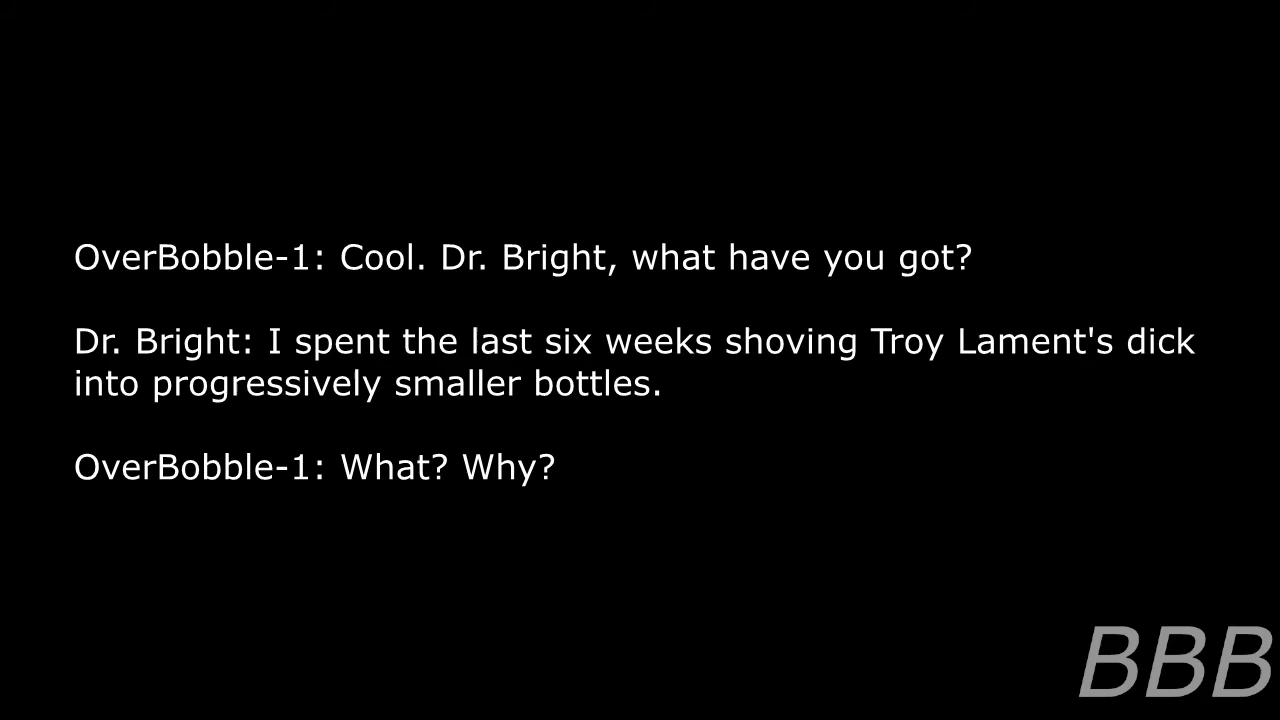 OverBobble-1: Cool. Dr. Bright, what have you got?
Dr. Bright: I spent the last six weeks shoving Troy Lament's dick
into progressively smaller bottles.
OverBobble-1: What? Why?
BBB